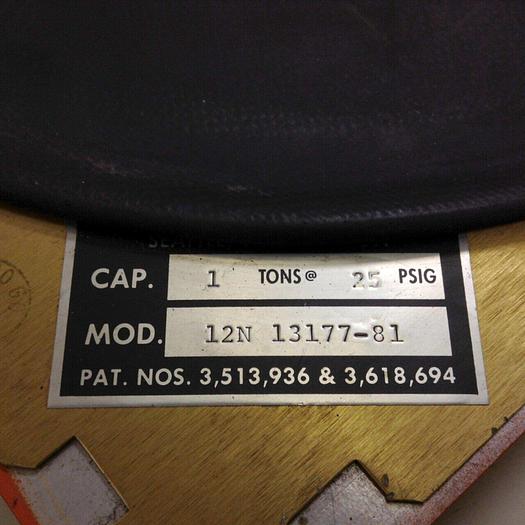 CAP. 1 TONS@ 25 PSIG
MOD. 12N 13177-81
PAT. NOS. 3,513,936 & 3,618,694